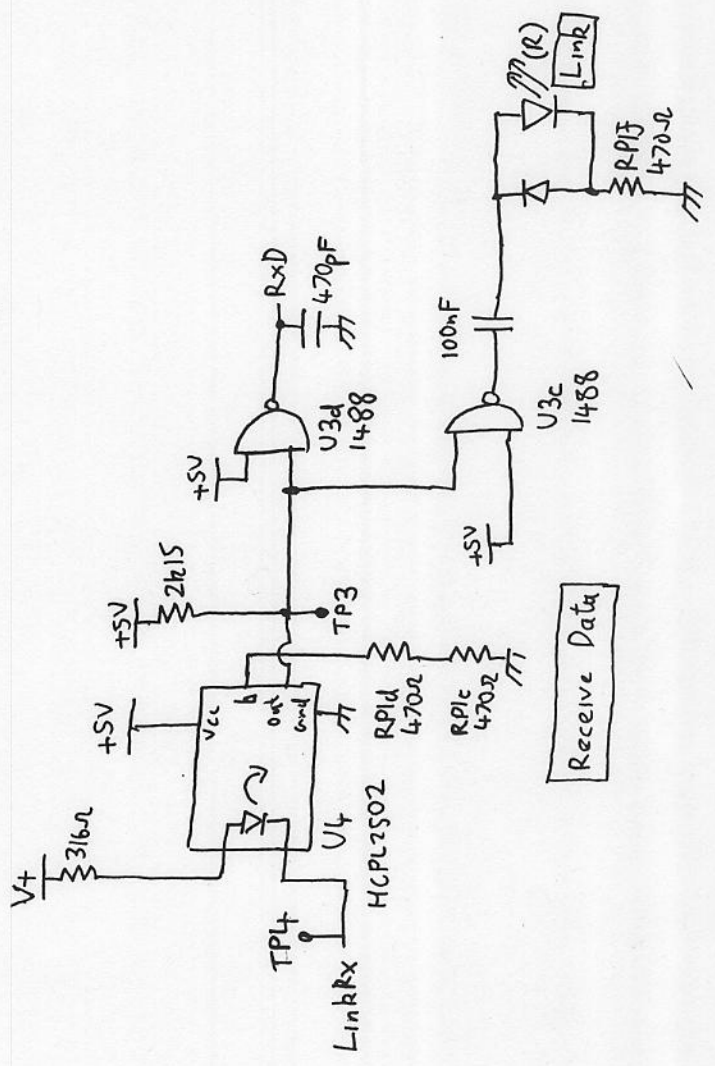 V+
316Ω
TP4
LinkRx
U4
HCPL2502
+5V
Vcc
b
out
Gnd
+5V
2k15
TP3
RP1d
470Ω
RP1c
470Ω
+5V
U3d
1488
RxD
470pF
+5V
U3c
1488
100nF
(R)
Link
RP1f
470Ω
Receive Data